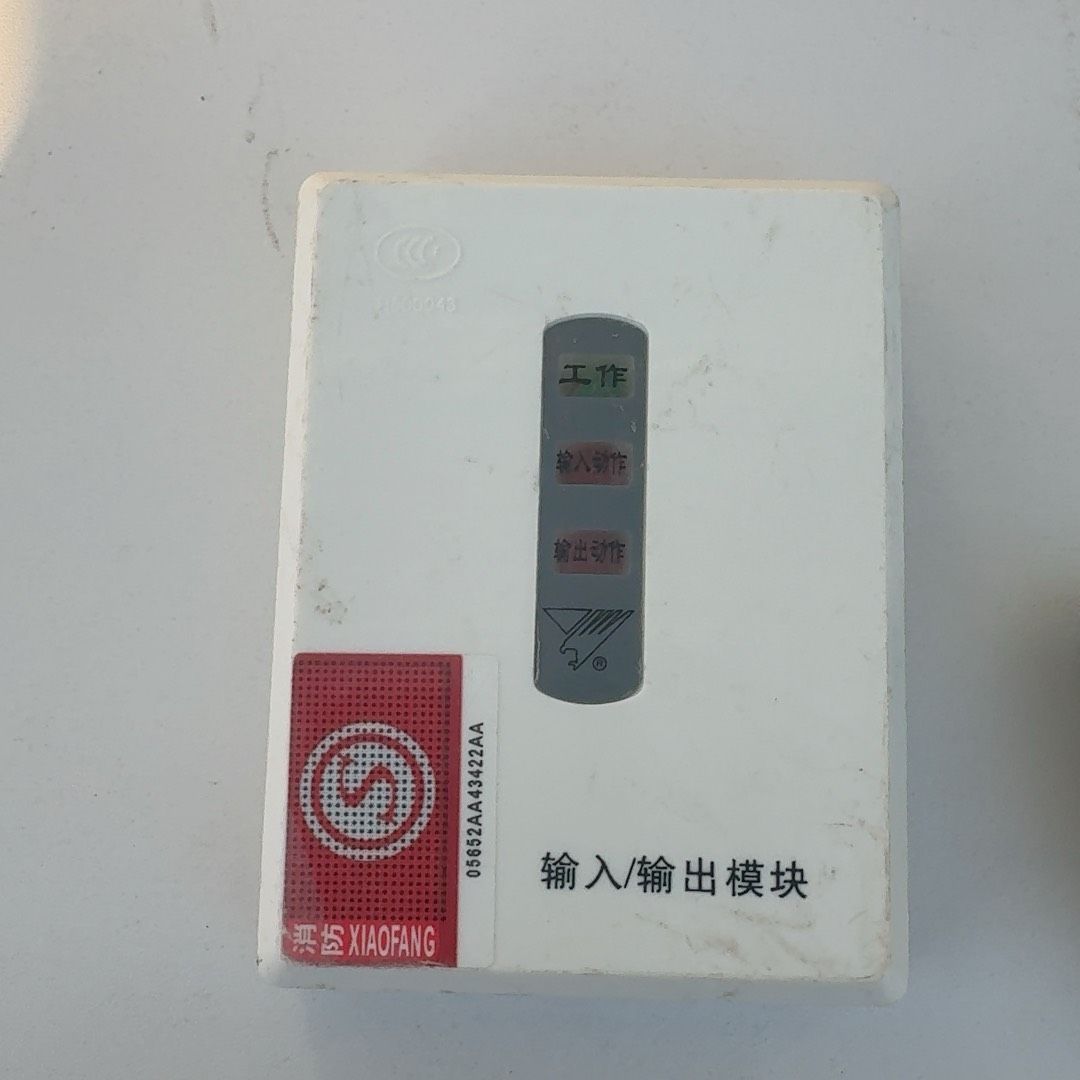 工作
输入动作
输出动作
®
05652AA43422AA
输入/输出模块
消防 XIAOFANG